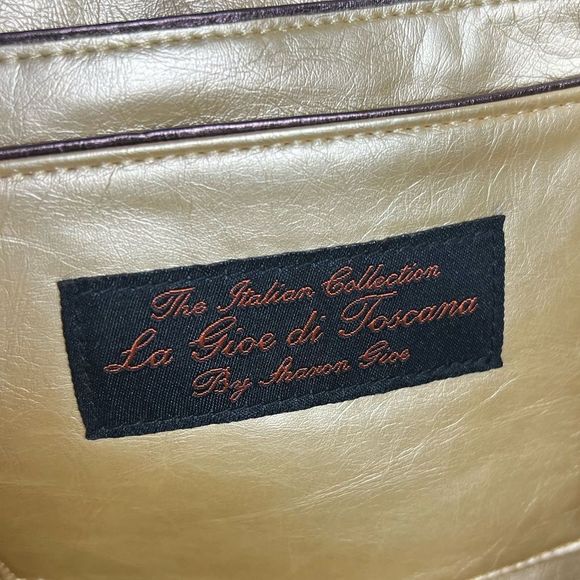 The Italian Collection
La Gioe di Toscana
By Sharon Gioe